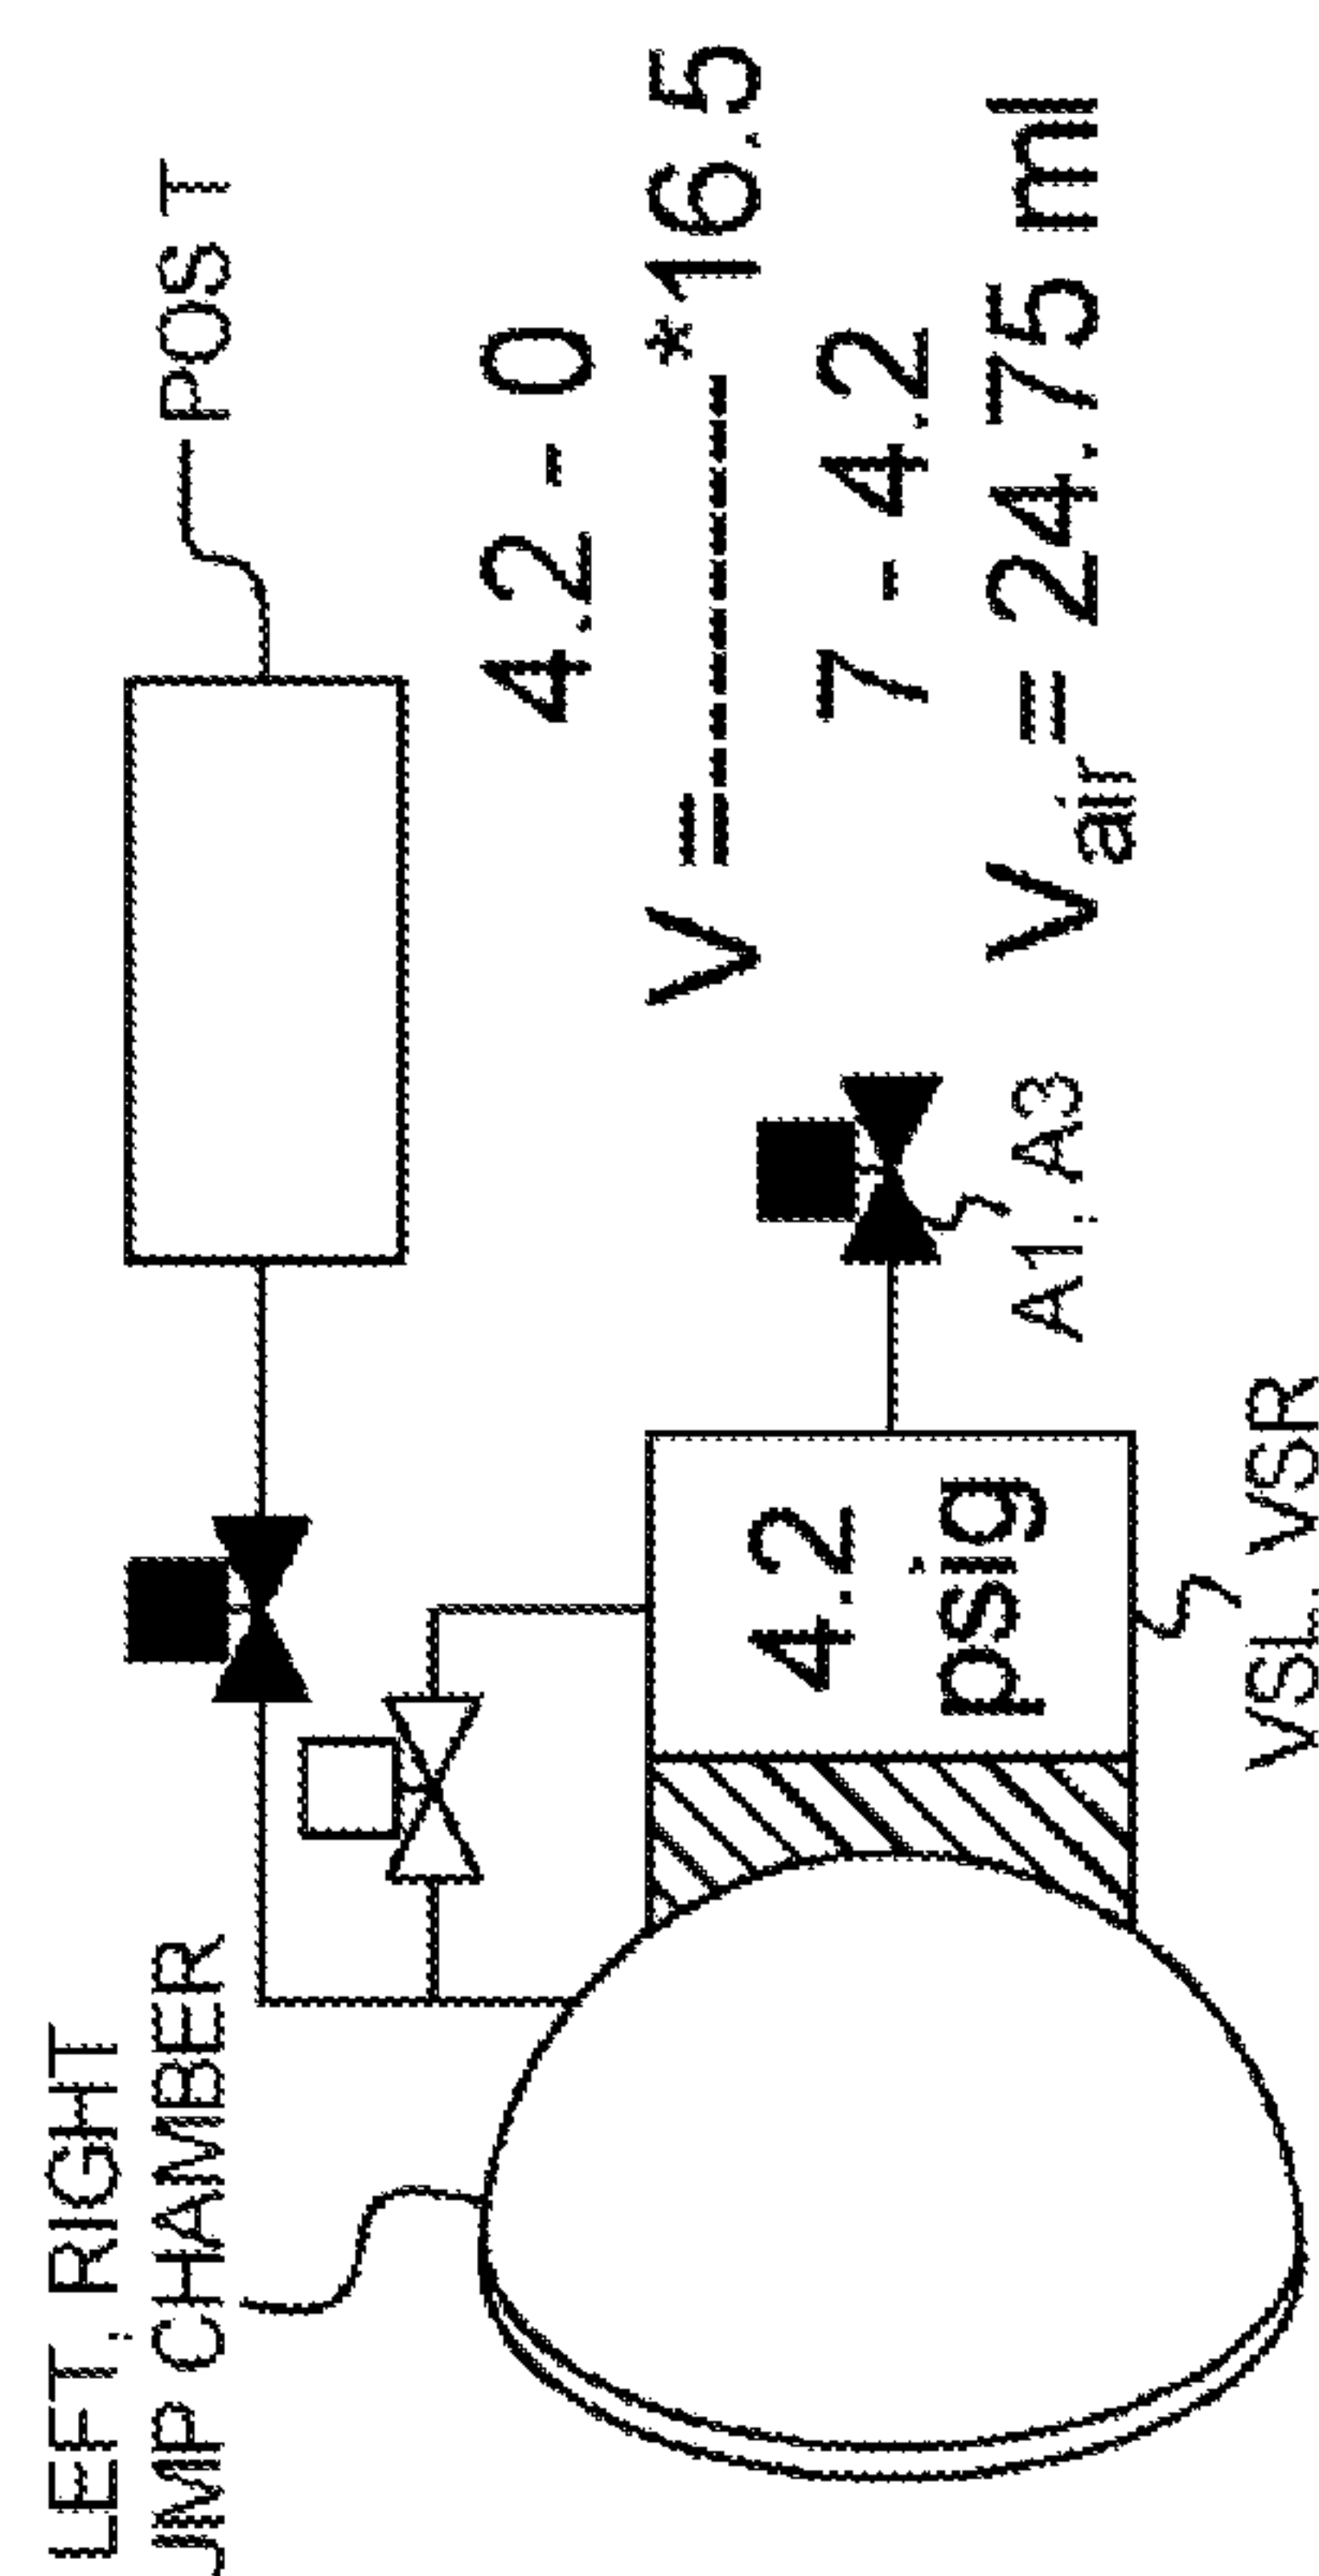 LEFT, RIGHT
UMP CHAMBER
POS T
4.2 - 0
V =---------*16.5
7 - 4.2
Vair = 24.75 ml
4.2
psig
A1, A3
VSL, VSR